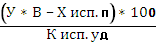 (У * В – Х исп. п) * 100
К исп. уд